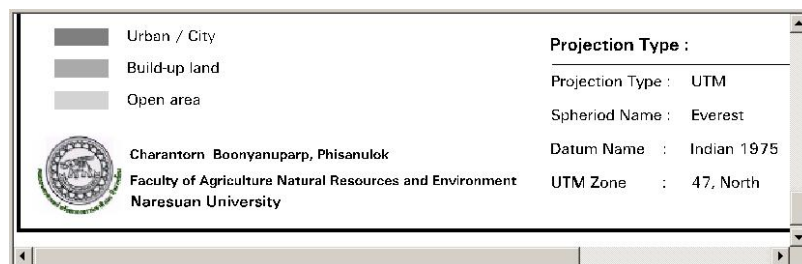 Urban / City
Build-up land
Open area
Charantorn Boonyanuparp, Phisanulok
Faculty of Agriculture Natural Resources and Environment
Naresuan University
Projection Type :
Projection Type : UTM
Spheriod Name : Everest
Datum Name : Indian 1975
UTM Zone : 47, North